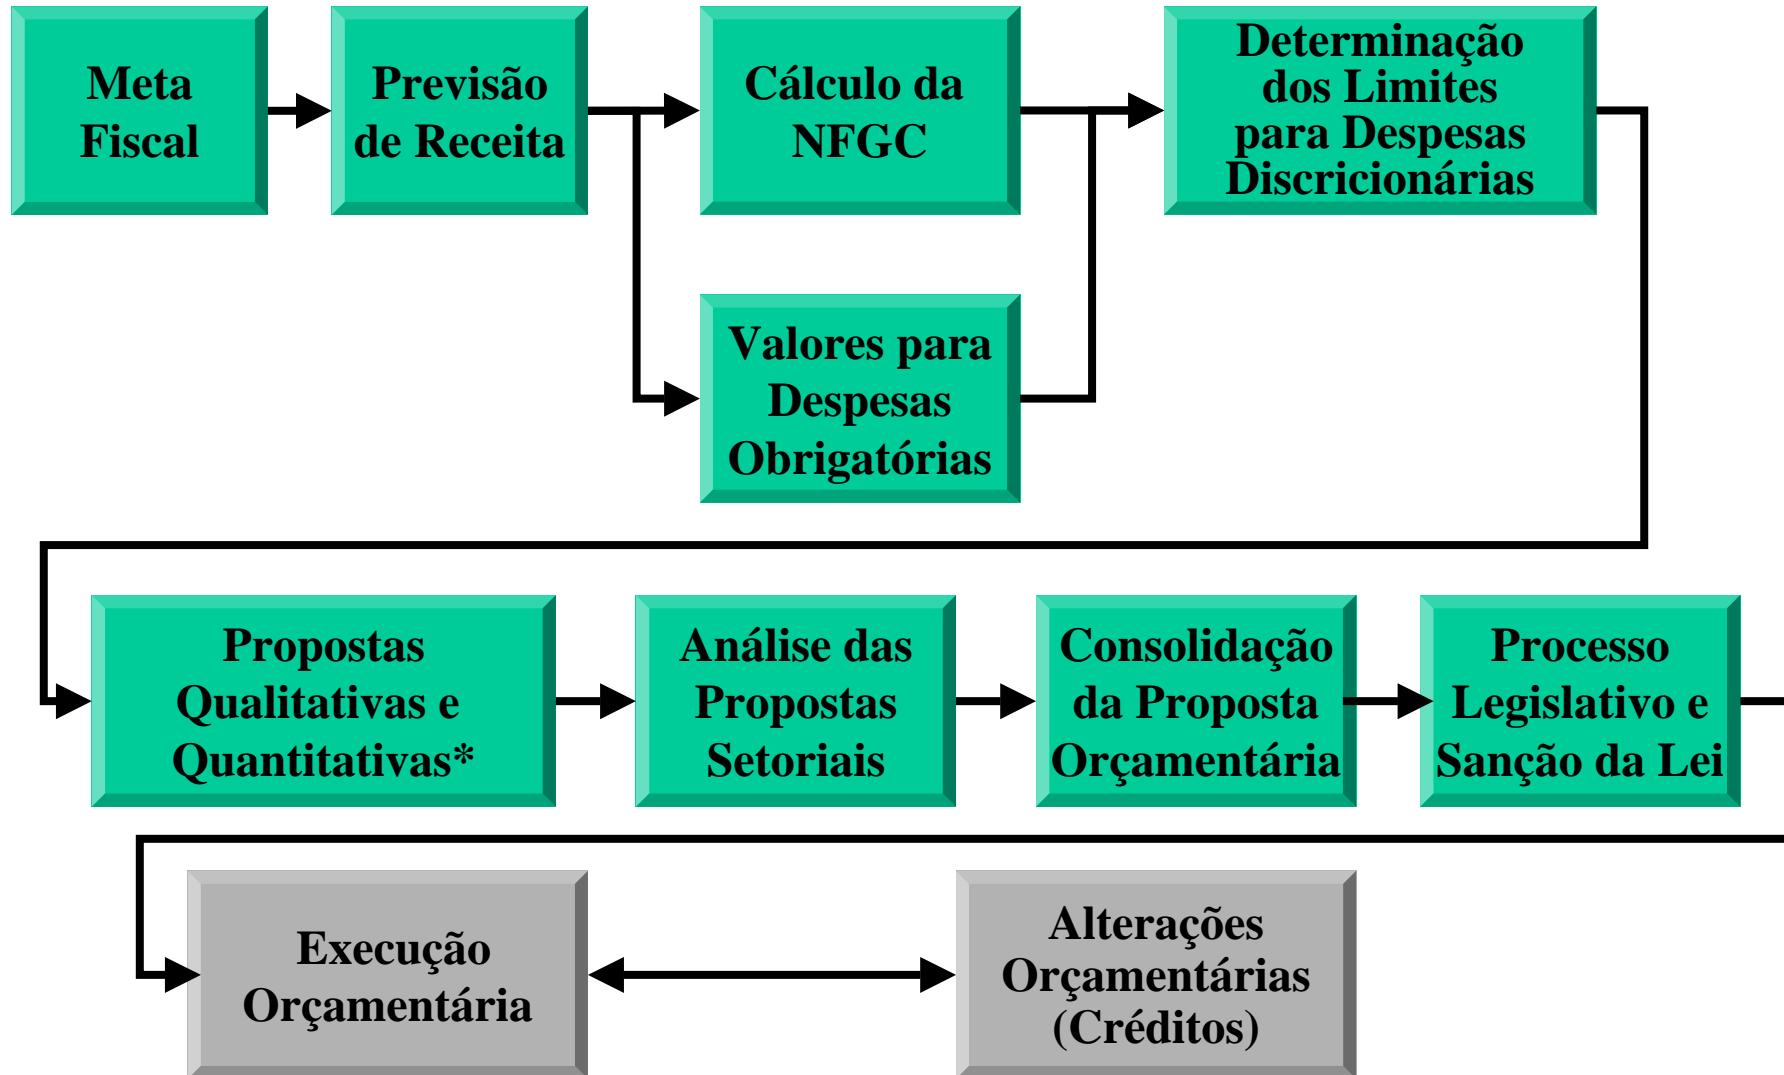 Meta
Fiscal
Previsão
de Receita
Cálculo da
NFGC
Determinação
dos Limites
para Despesas
Discricionárias
Valores para
Despesas
Obrigatórias
Propostas
Qualitativas e
Quantitativas*
Análise das
Propostas
Setoriais
Consolidação
da Proposta
Orçamentária
Processo
Legislativo e
Sanção da Lei
Execução
Orçamentária
Alterações
Orçamentárias
(Créditos)